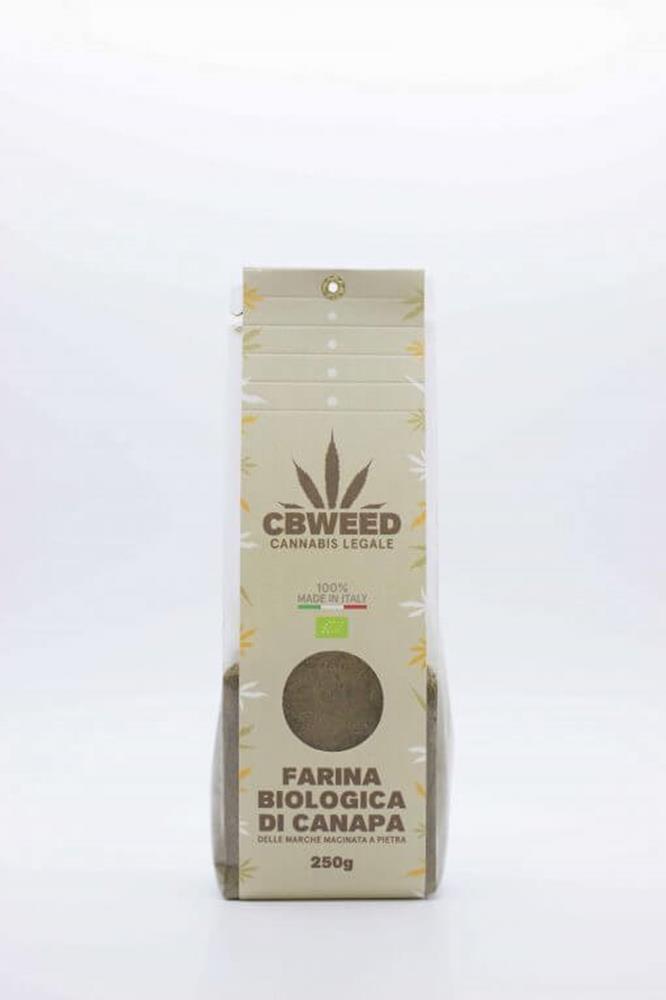 CBWEED
CANNABIS LEGALE
100%
MADE IN ITALY
FARINA
BIOLOGICA
DI CANAPA
DELLE MARCHE MACINATA A PIETRA
250g